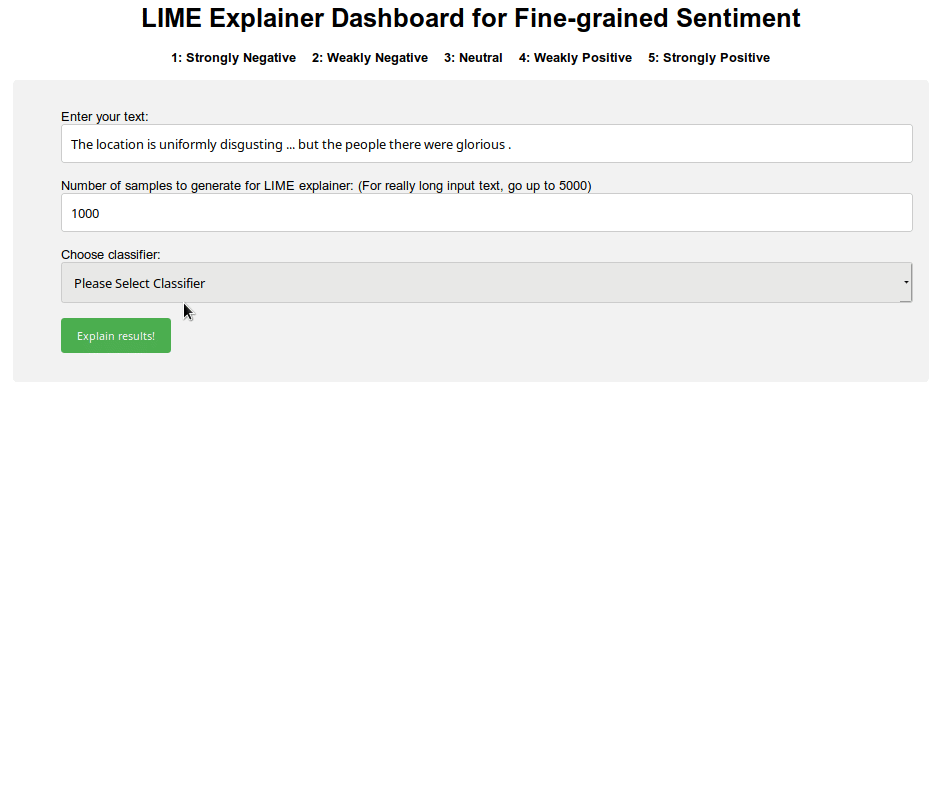 LIME Explainer Dashboard for Fine-grained Sentiment
1: Strongly Negative 2: Weakly Negative 3: Neutral 4: Weakly Positive 5: Strongly Positive
Enter your text:
The location is uniformly disgusting ... but the people there were glorious .
Number of samples to generate for LIME explainer: (For really long input text, go up to 5000)
1000
Choose classifier:
Please Select Classifier
Explain results!